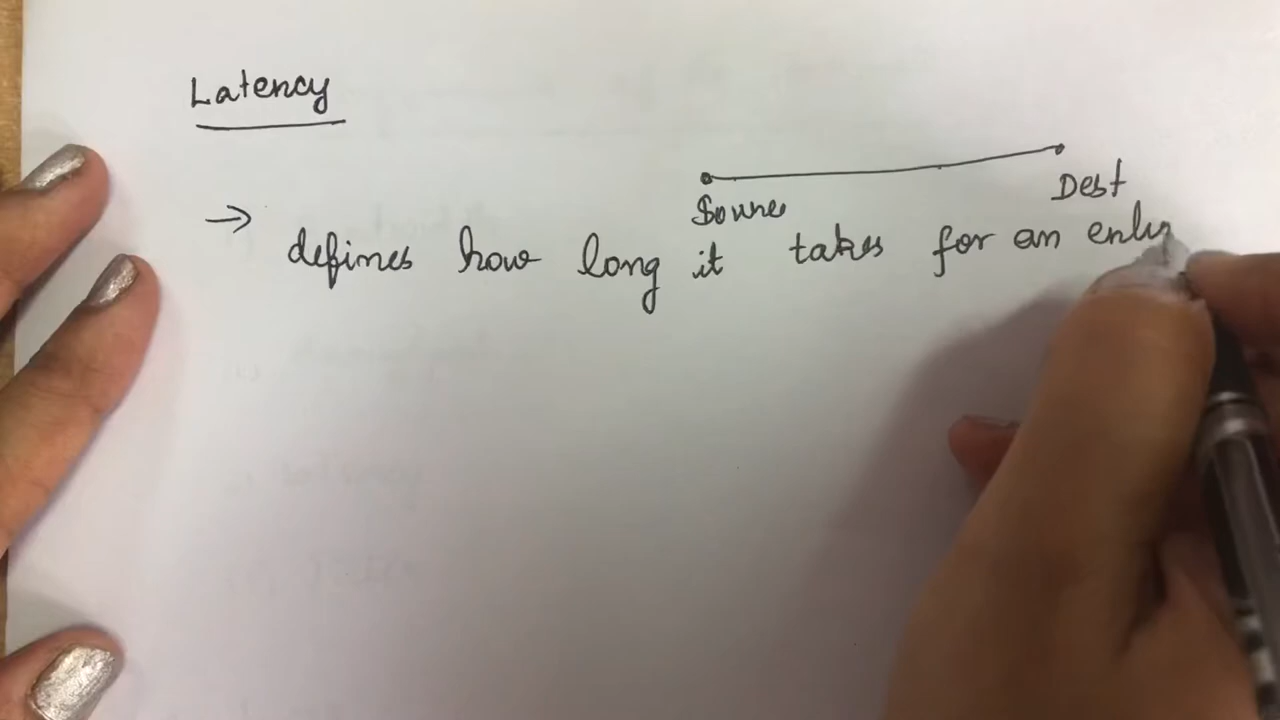 Latency
Dest
Source
→ defines how long it takes for an